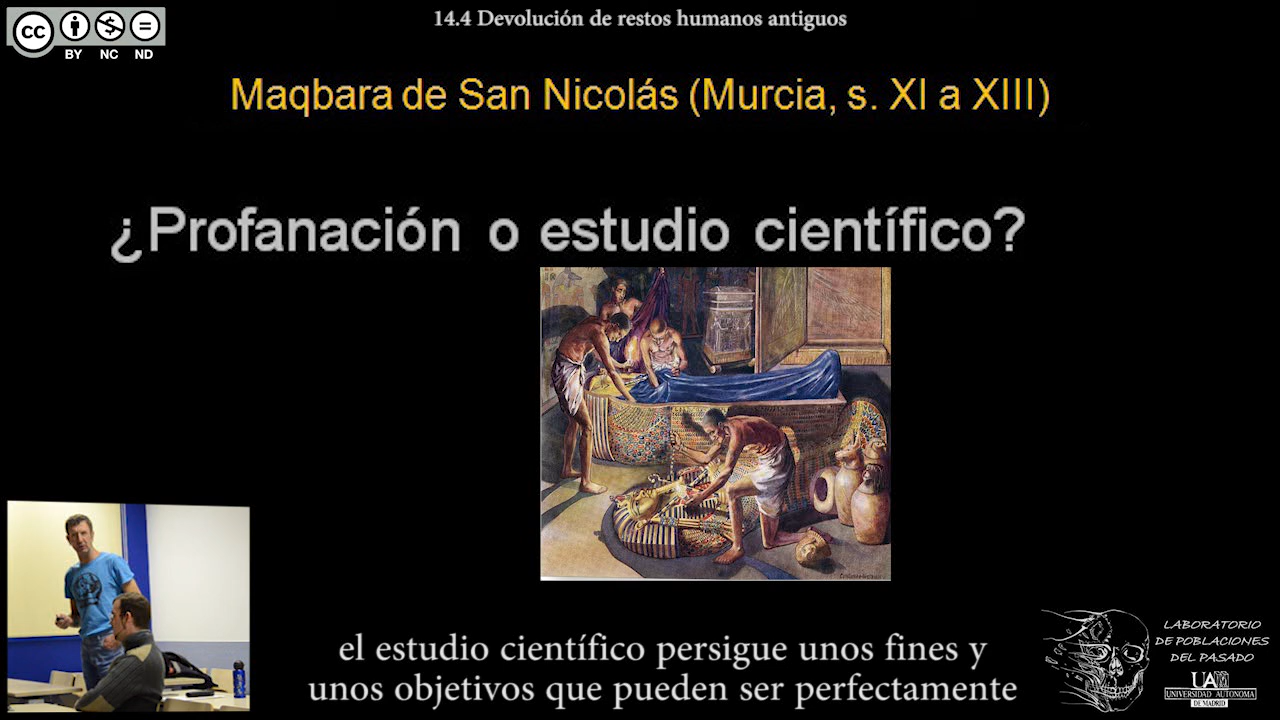 14.4 Devolución de restos humanos antiguos
CC
BY NC ND
Maqbara de San Nicolás (Murcia, s. XI a XIII)
¿Profanación o estudio científico?
el estudio científico persigue unos fines y
unos objetivos que pueden ser perfectamente
LABORATORIO
DE POBLACIONES
DEL PASADO
UAM
UNIVERSIDAD AUTONOMA
DE MADRID